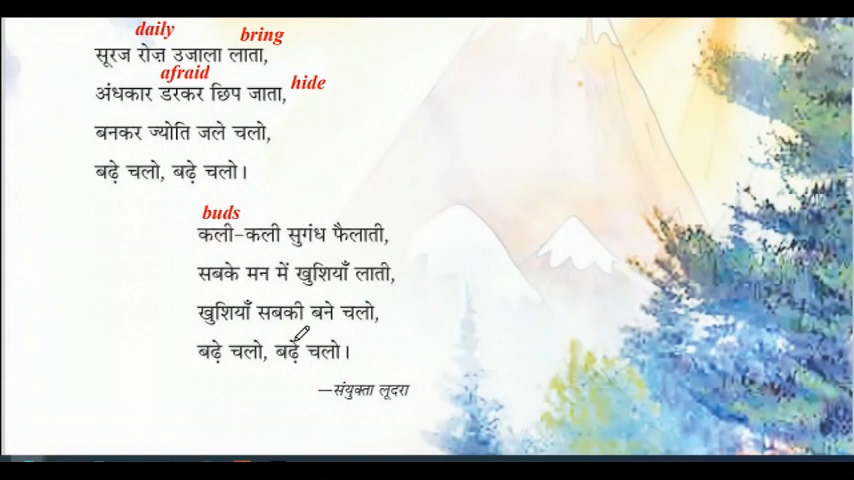 daily bring
सूरज रोज़ उजाला लाता,
afraid hide
अंधकार डरकर छिप जाता,
बनकर ज्योति जले चलो,
बढ़े चलो, बढ़े चलो।
buds
कली-कली सुगंध फैलाती,
सबके मन में खुशियाँ लाती,
खुशियाँ सबकी बने चलो,
बढ़े चलो, बढ़े चलो।
—संयुक्ता लूदरा